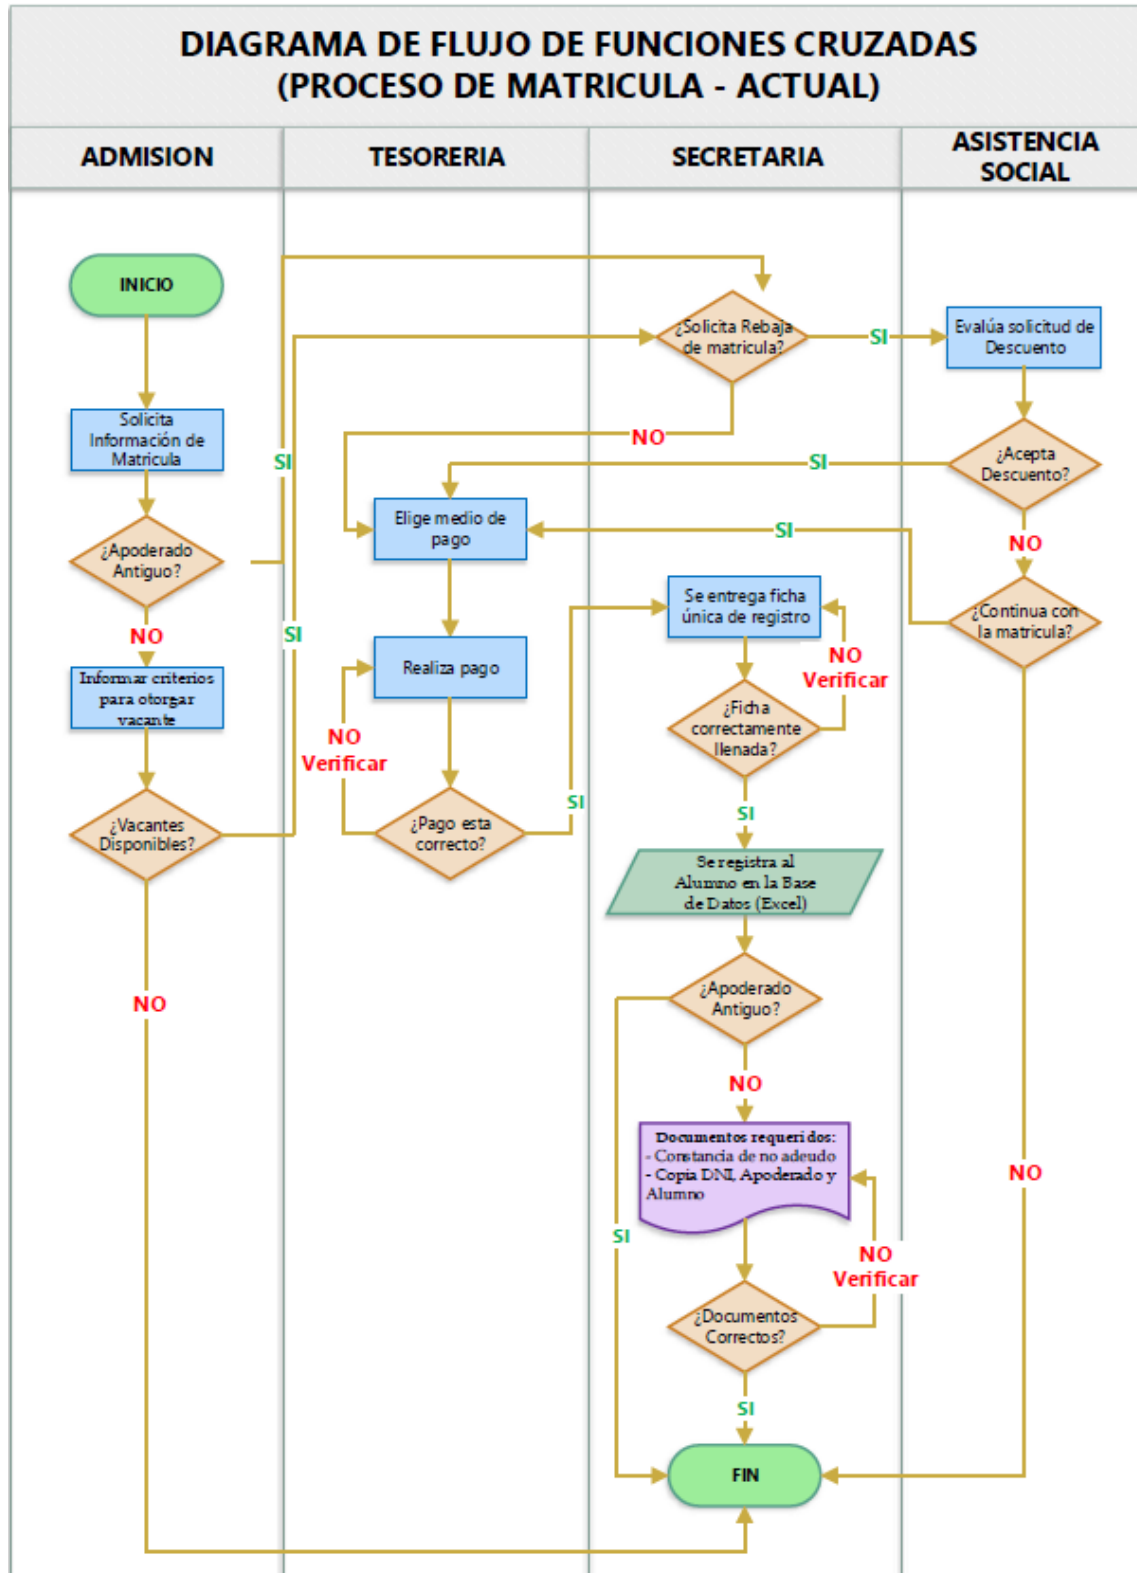 DIAGRAMA DE FLUJO DE FUNCIONES CRUZADAS
(PROCESO DE MATRICULA - ACTUAL)
ADMISION
TESORERIA
SECRETARIA
ASISTENCIA
SOCIAL
INICIO
¿Solicita Rebaja
de matricula?
SI
Evalúa solicitud de
Descuento
Solicita
Información de
Matricula
SI
NO
SI
¿Acepta
Descuento?
Elige medio de
pago
SI
NO
¿Apoderado
Antiguo?
NO
SI
Se entrega ficha
única de registro
¿Continua con
la matricula?
Informar criterios
para otorgar
vacante
Realiza pago
NO
Verificar
¿Ficha
correctamente
llenada?
NO
Verificar
SI
SI
¿Vacantes
Disponibles?
¿Pago esta
correcto?
Se registra al
Alumno en la Base
de Datos (Excel)
NO
¿Apoderado
Antiguo?
NO
Documentos requeridos:
- Constancia de no adeudo
- Copia DNI, Apoderado y
Alumno
NO
SI
NO
Verificar
¿Documentos
Correctos?
SI
FIN